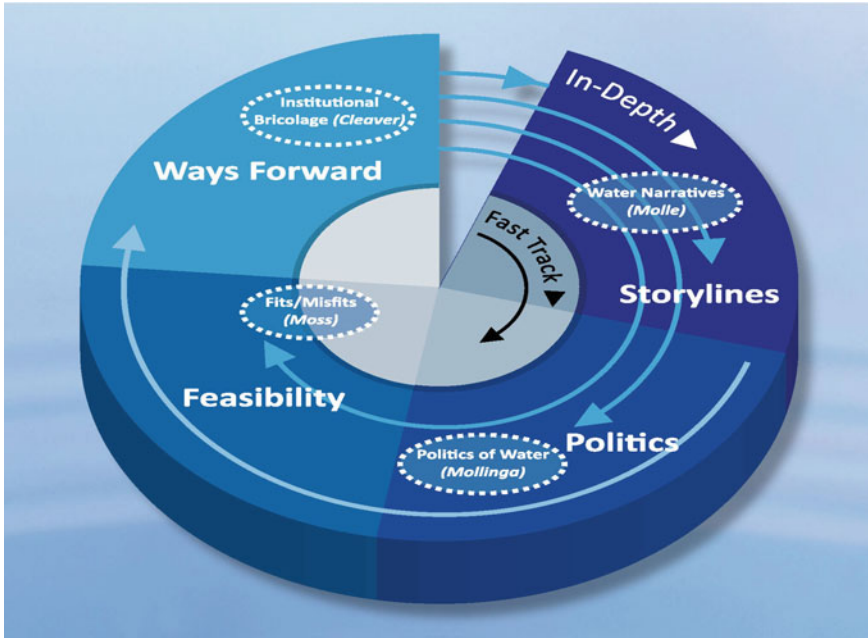 Institutional
Bricolage (Cleaver)
Ways Forward
In-Depth
Water Narratives
(Molle)
Storylines
Fast Track
Fits/Misfits
(Moss)
Feasibility
Politics of Water
(Mollinga)
Politics